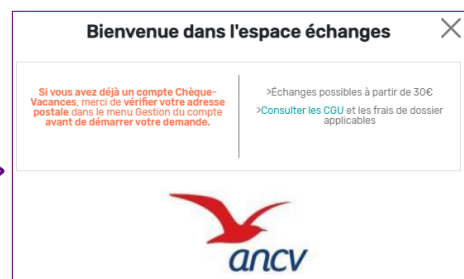 Bienvenue dans l'espace échanges
Si vous avez déjà un compte Chèque-
Vacances, merci de vérifier votre adresse
postale dans le menu Gestion du compte
avant de démarrer votre demande.
>Échanges possibles à partir de 30€
>Consulter les CGU et les frais de dossier
applicables
ancv